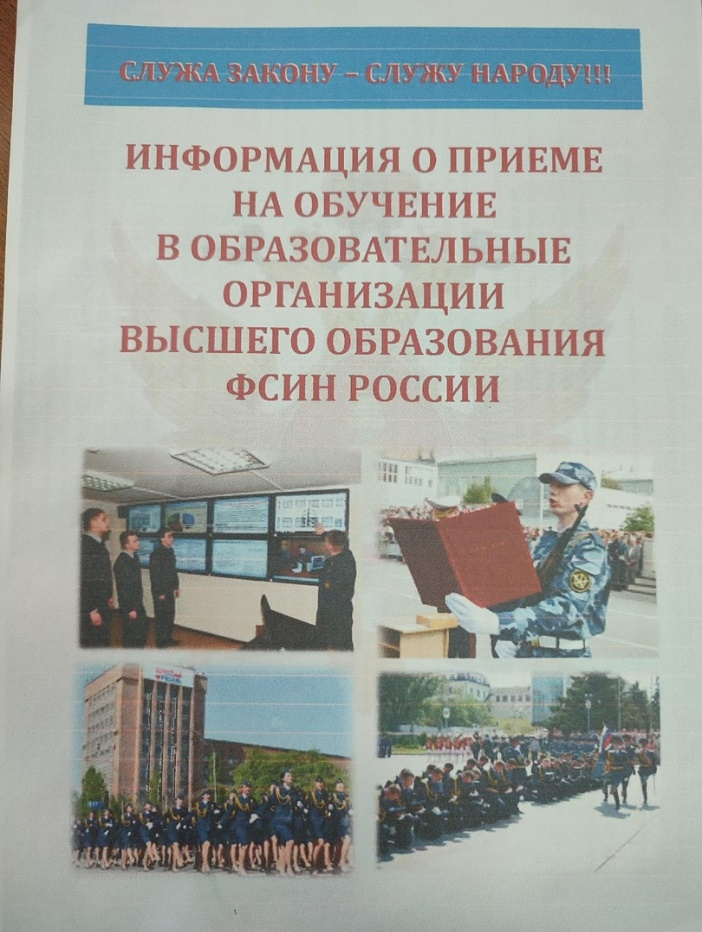 СЛУЖА ЗАКОНУ – СЛУЖУ НАРОДУ!!!
ИНФОРМАЦИЯ О ПРИЕМЕ
НА ОБУЧЕНИЕ
В ОБРАЗОВАТЕЛЬНЫЕ
ОРГАНИЗАЦИИ
ВЫСШЕГО ОБРАЗОВАНИЯ
ФСИН РОССИИ